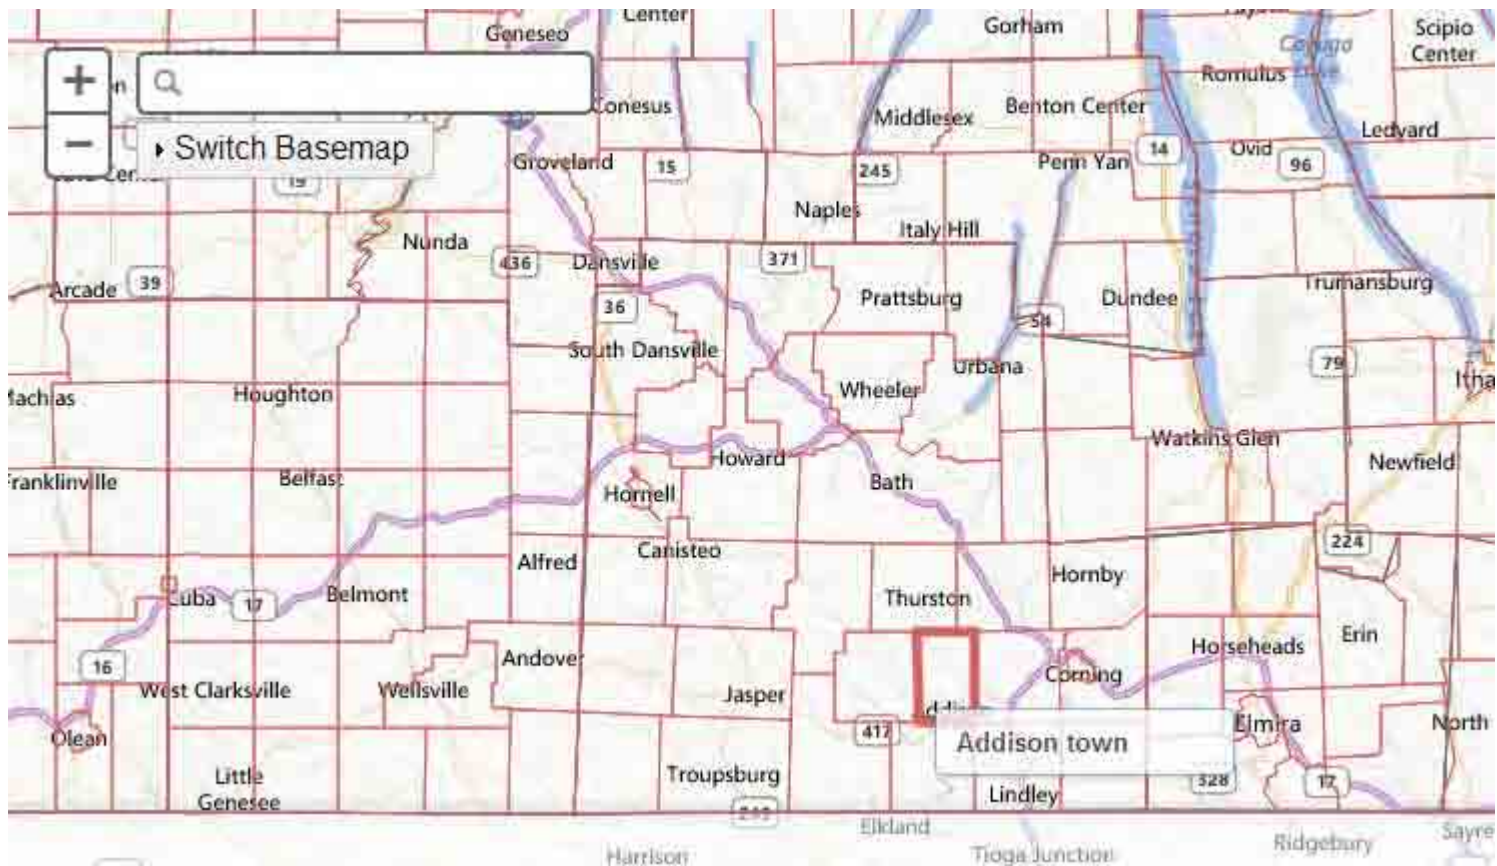 Center
Geneseo
Gorham
Scipio
Center
Romulus
Conesus
Middlesex
Benton Center
Switch Basemap
Ledyard
Groveland
15
245
Penn Yan
14
Ovid
96
19
Naples
Italy Hill
Nunda
436
Dansville
371
Arcade
39
36
Prattsburg
Dundee
Trumansburg
54
South Dansville
Urbana
79
Wheeler
Machias
Houghton
Watkins Glen
Howard
Newfield
Franklinville
Belfast
Hornell
Bath
Canisteo
224
Alfred
Hornby
Cuba
17
Belmont
Thurston
Erin
Horseheads
16
Andover
Corning
West Clarksville
Wellsville
Jasper
Olean
417
Elmira
North
Addison town
Little
Genesee
Troupsburg
328
17
Lindley
Elkland
Ridgebury
Sayre
Harrison
Tioga Junction